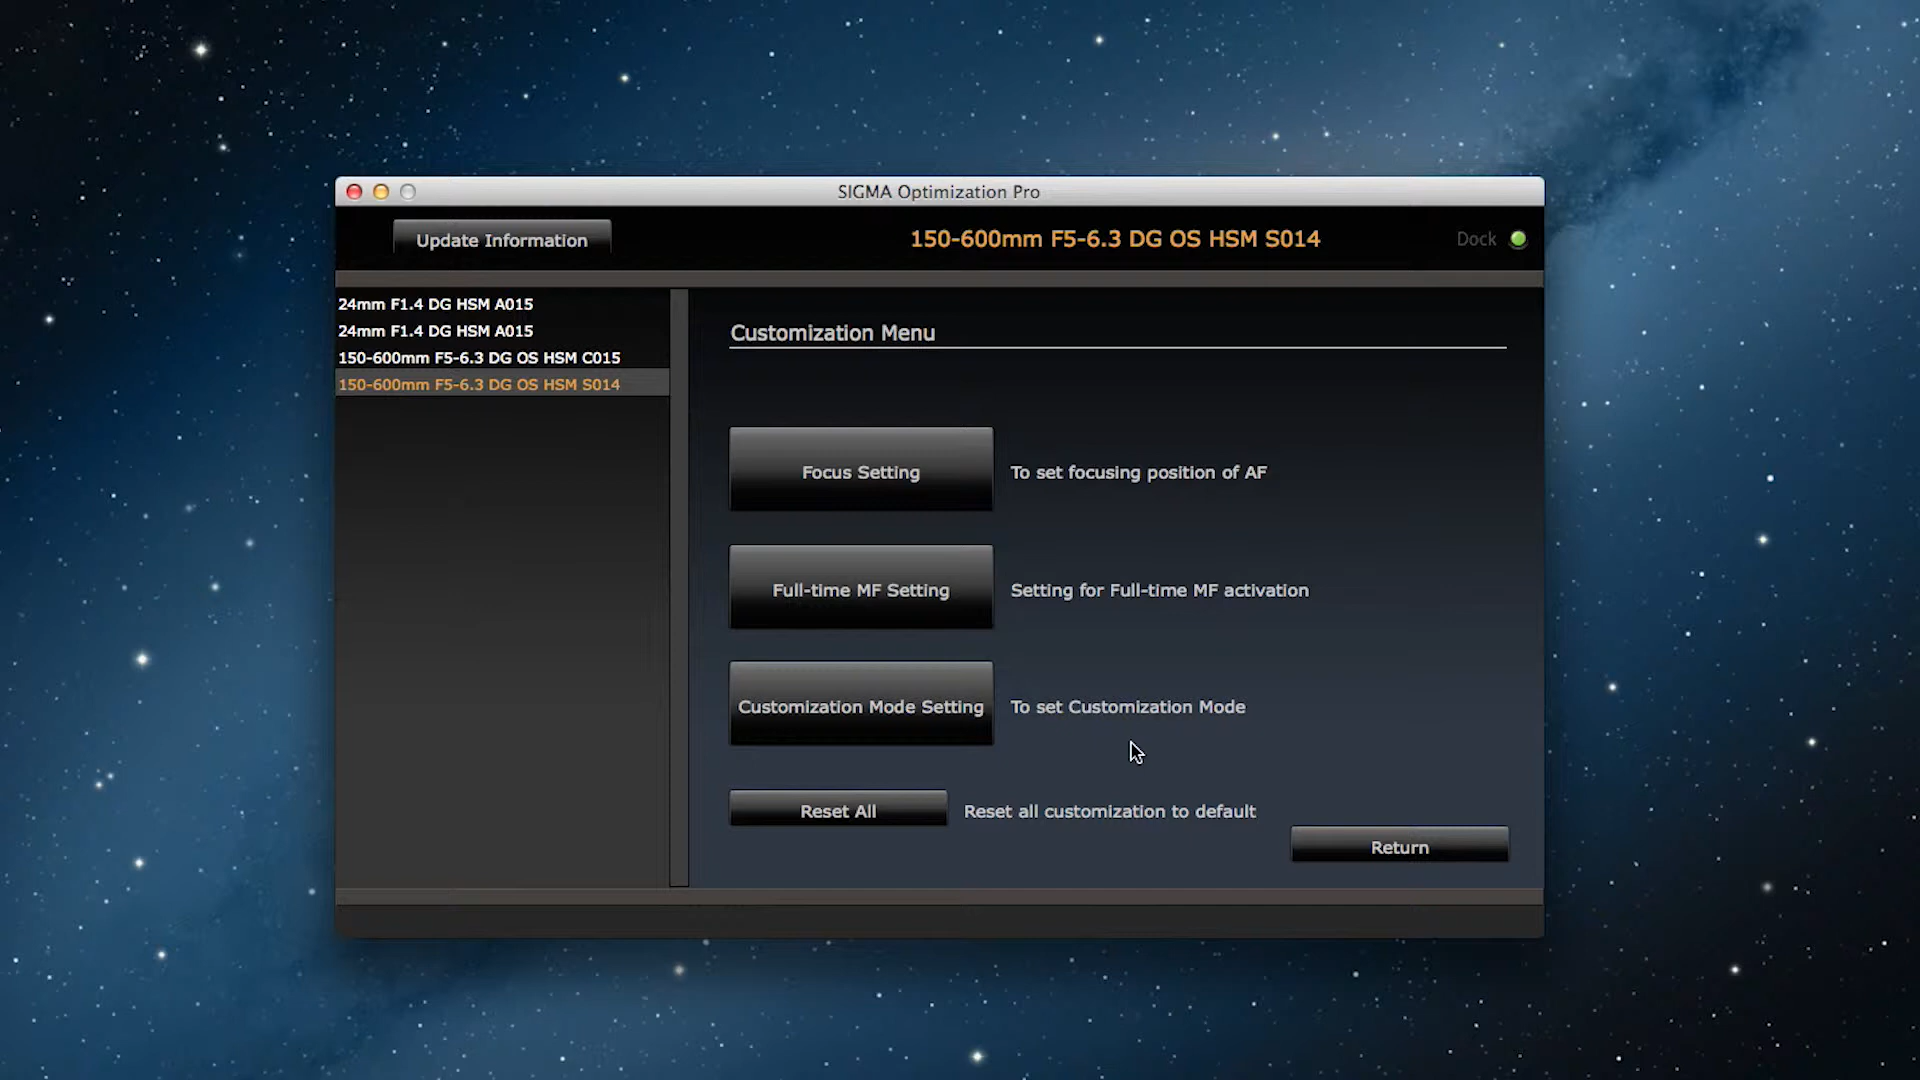 SIGMA Optimization Pro
Update Information
150-600mm F5-6.3 DG OS HSM S014
Dock
24mm F1.4 DG HSM A015
24mm F1.4 DG HSM A015
150-600mm F5-6.3 DG OS HSM C015
150-600mm F5-6.3 DG OS HSM S014
Customization Menu
Focus Setting
To set focusing position of AF
Full-time MF Setting
Setting for Full-time MF activation
Customization Mode Setting
To set Customization Mode
Reset All
Reset all customization to default
Return